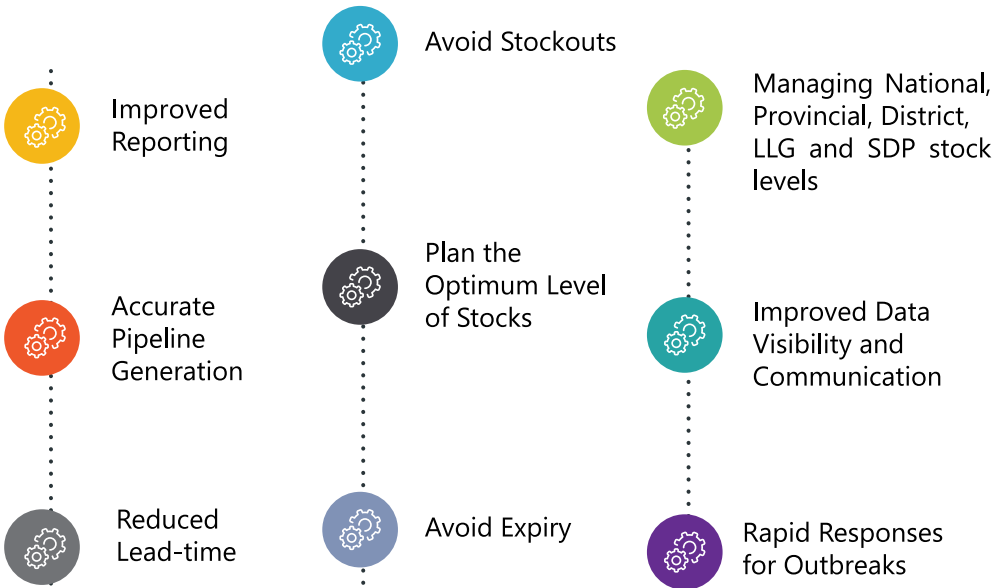 Improved
Reporting
Accurate
Pipeline
Generation
Reduced
Lead-time
Avoid Stockouts
Plan the
Optimum Level
of Stocks
Avoid Expiry
Managing National,
Provincial, District,
LLG and SDP stock
levels
Improved Data
Visibility and
Communication
Rapid Responses
for Outbreaks